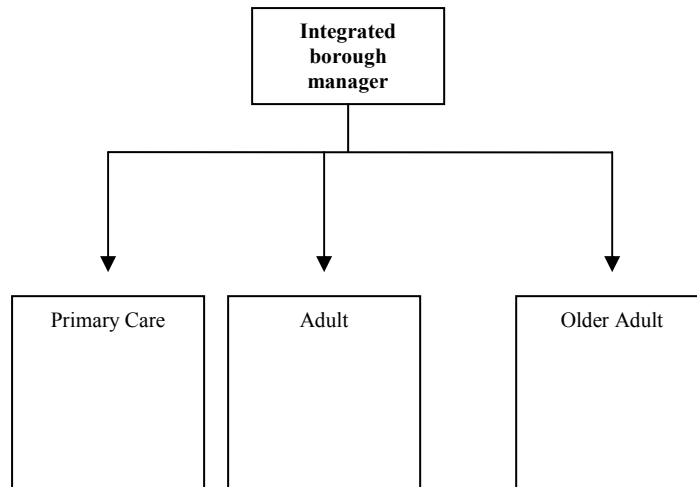 Integrated
borough
manager
Primary Care
Adult
Older Adult